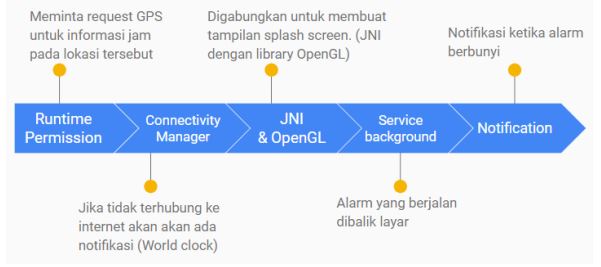 Meminta request GPS
untuk informasi jam
pada lokasi tersebut
Digabungkan untuk membuat
tampilan splash screen. (JNI
dengan library OpenGL)
Notifikasi ketika alarm
berbunyi
Runtime
Permission
Connectivity
Manager
JNI
& OpenGL
Service
background
Notification
Jika tidak terhubung ke
internet akan akan ada
notifikasi (World clock)
Alarm yang berjalan
dibalik layar